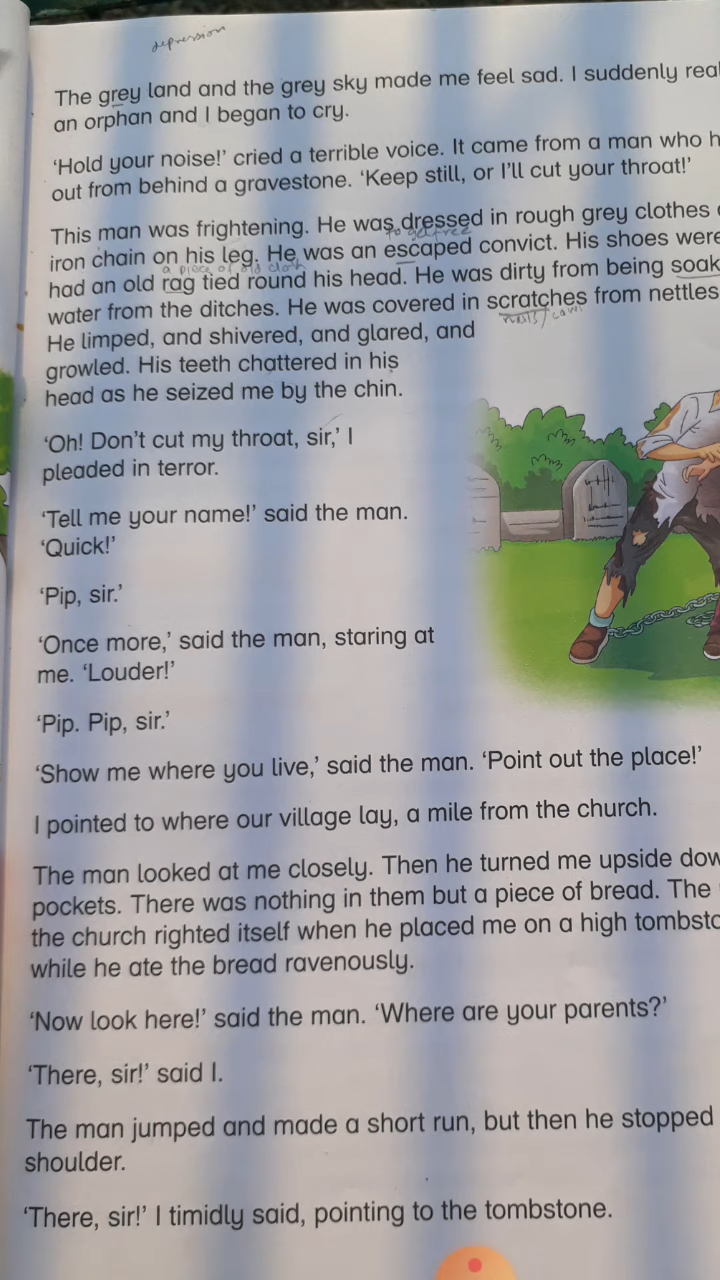 depression
The grey land and the grey sky made me feel sad. I suddenly
an orphan and I began to cry.
‘Hold your noise!’ cried a terrible voice. It came from a man who
out from behind a gravestone. ‘Keep still, or I’ll cut your throat!’
This man was frightening. He was dressed in rough grey clothes
to get free
iron chain on his leg. He was an escaped convict. His shoes were
a piece of old cloth
had an old rag tied round his head. He was dirty from being
water from the ditches. He was covered in scratches from nettles
He limped, and shivered, and glared, and
growled. His teeth chattered in his
head as he seized me by the chin.
‘Oh! Don’t cut my throat, sir,’ I
pleaded in terror.
‘Tell me your name!’ said the man.
‘Quick!’
‘Pip, sir.’
‘Once more,’ said the man, staring at
me. ‘Louder!’
‘Pip. Pip, sir.’
‘Show me where you live,’ said the man. ‘Point out the place!’
I pointed to where our village lay, a mile from the church.
The man looked at me closely. Then he turned me upside
pockets. There was nothing in them but a piece of bread. The
the church righted itself when he placed me on a high
while he ate the bread ravenously.
‘Now look here!’ said the man. ‘Where are your parents?’
‘There, sir!’ said I.
The man jumped and made a short run, but then he stopped
shoulder.
‘There, sir!’ I timidly said, pointing to the tombstone.